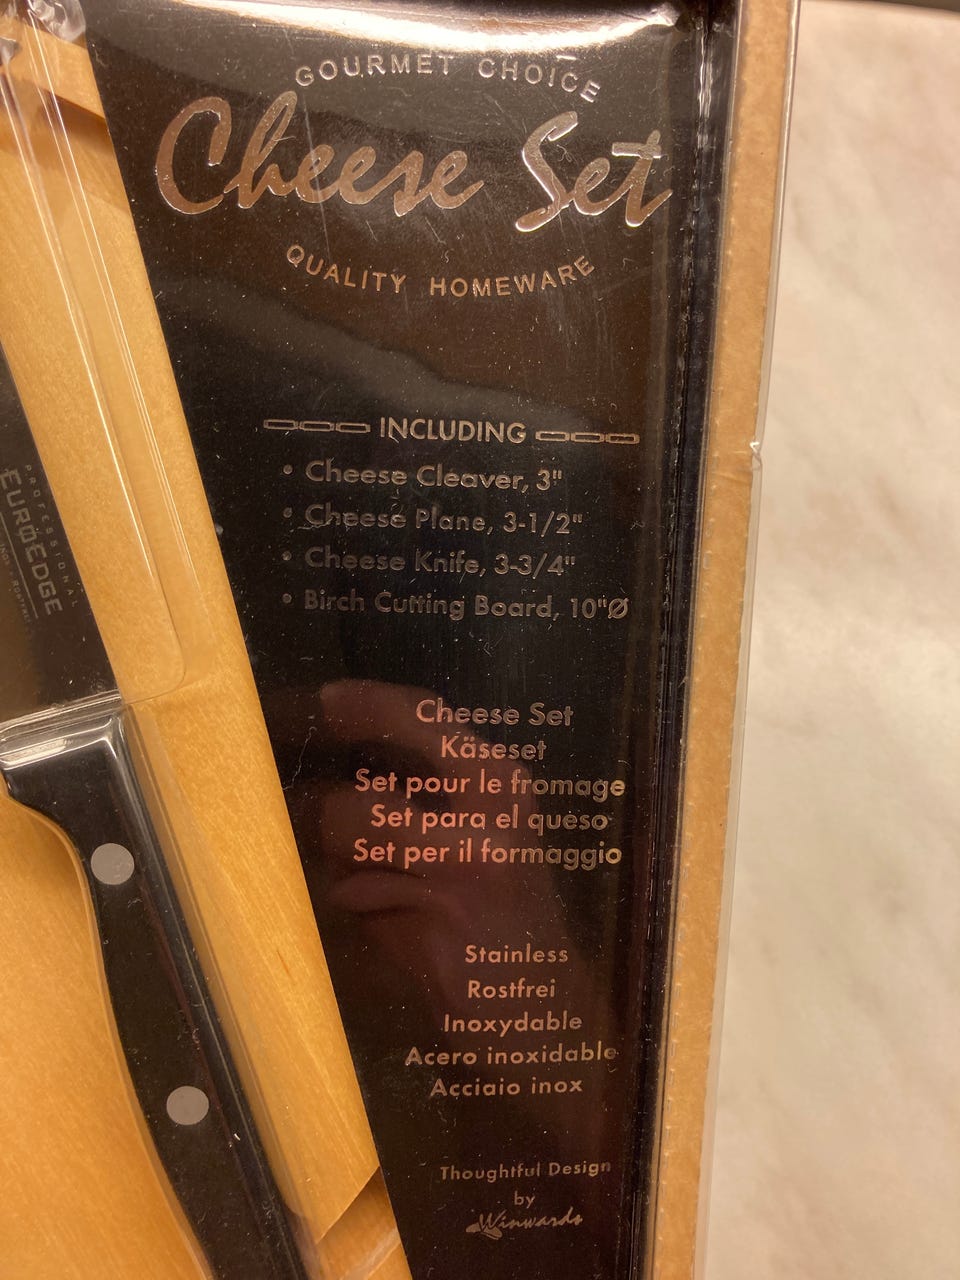 GOURMET CHOICE
Cheese Set
QUALITY HOMEWARE
INCLUDING
• Cheese Cleaver, 3"
• Cheese Plane, 3-1/2"
• Cheese Knife, 3-3/4"
• Birch Cutting Board, 10"Ø
Cheese Set
Käseset
Set pour le fromage
Set para el queso
Set per il formaggio
Stainless
Rostfrei
Inoxydable
Acero inoxidable
Acciaio inox
Thoughtful Design
by
Winwards
PROFESSIONAL
EUROEDGE